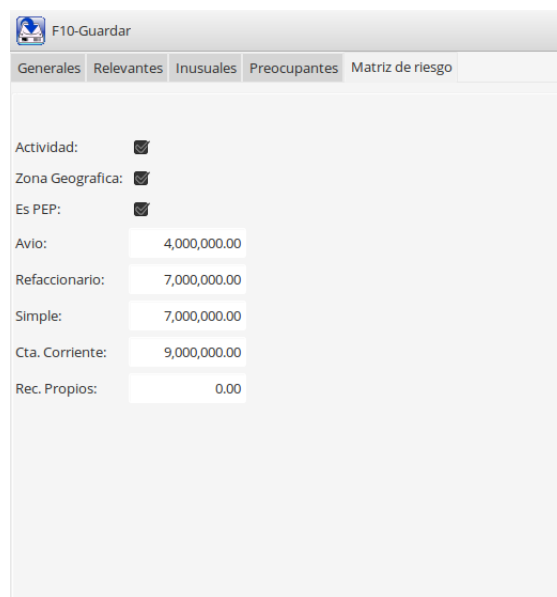 F10-Guardar
Generales Relevantes Inusuales Preocupantes Matriz de riesgo
Actividad:
Zona Geografica:
Es PEP:
Avio: 4,000,000.00
Refaccionario: 7,000,000.00
Simple: 7,000,000.00
Cta. Corriente: 9,000,000.00
Rec. Propios: 0.00